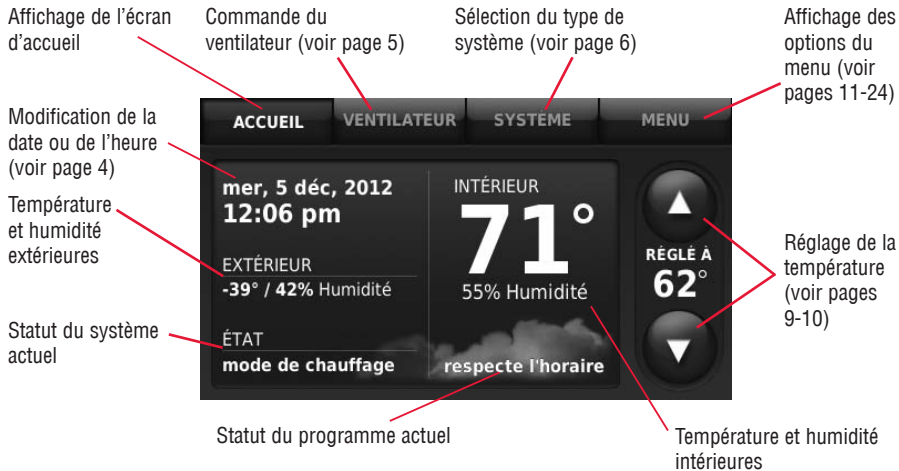 Affichage de l'écran
d'accueil
Commande du
ventilateur (voir page 5)
Sélection du type de
système (voir page 6)
Affichage des
options du
menu (voir
pages 11-24)
Modification de la
date ou de l'heure
(voir page 4)
Température
et humidité
extérieures
Statut du système
actuel
ACCUEIL
VENTILATEUR
SYSTÈME
MENU
mer, 5 déc, 2012
12:06 pm
EXTÉRIEUR
-39° / 42% Humidité
ÉTAT
mode de chauffage
INTÉRIEUR
71°
55% Humidité
respecte l'horaire
RÉGLÉ À
62°
Réglage de la
température
(voir pages
9-10)
Statut du programme actuel
Température et humidité
intérieures